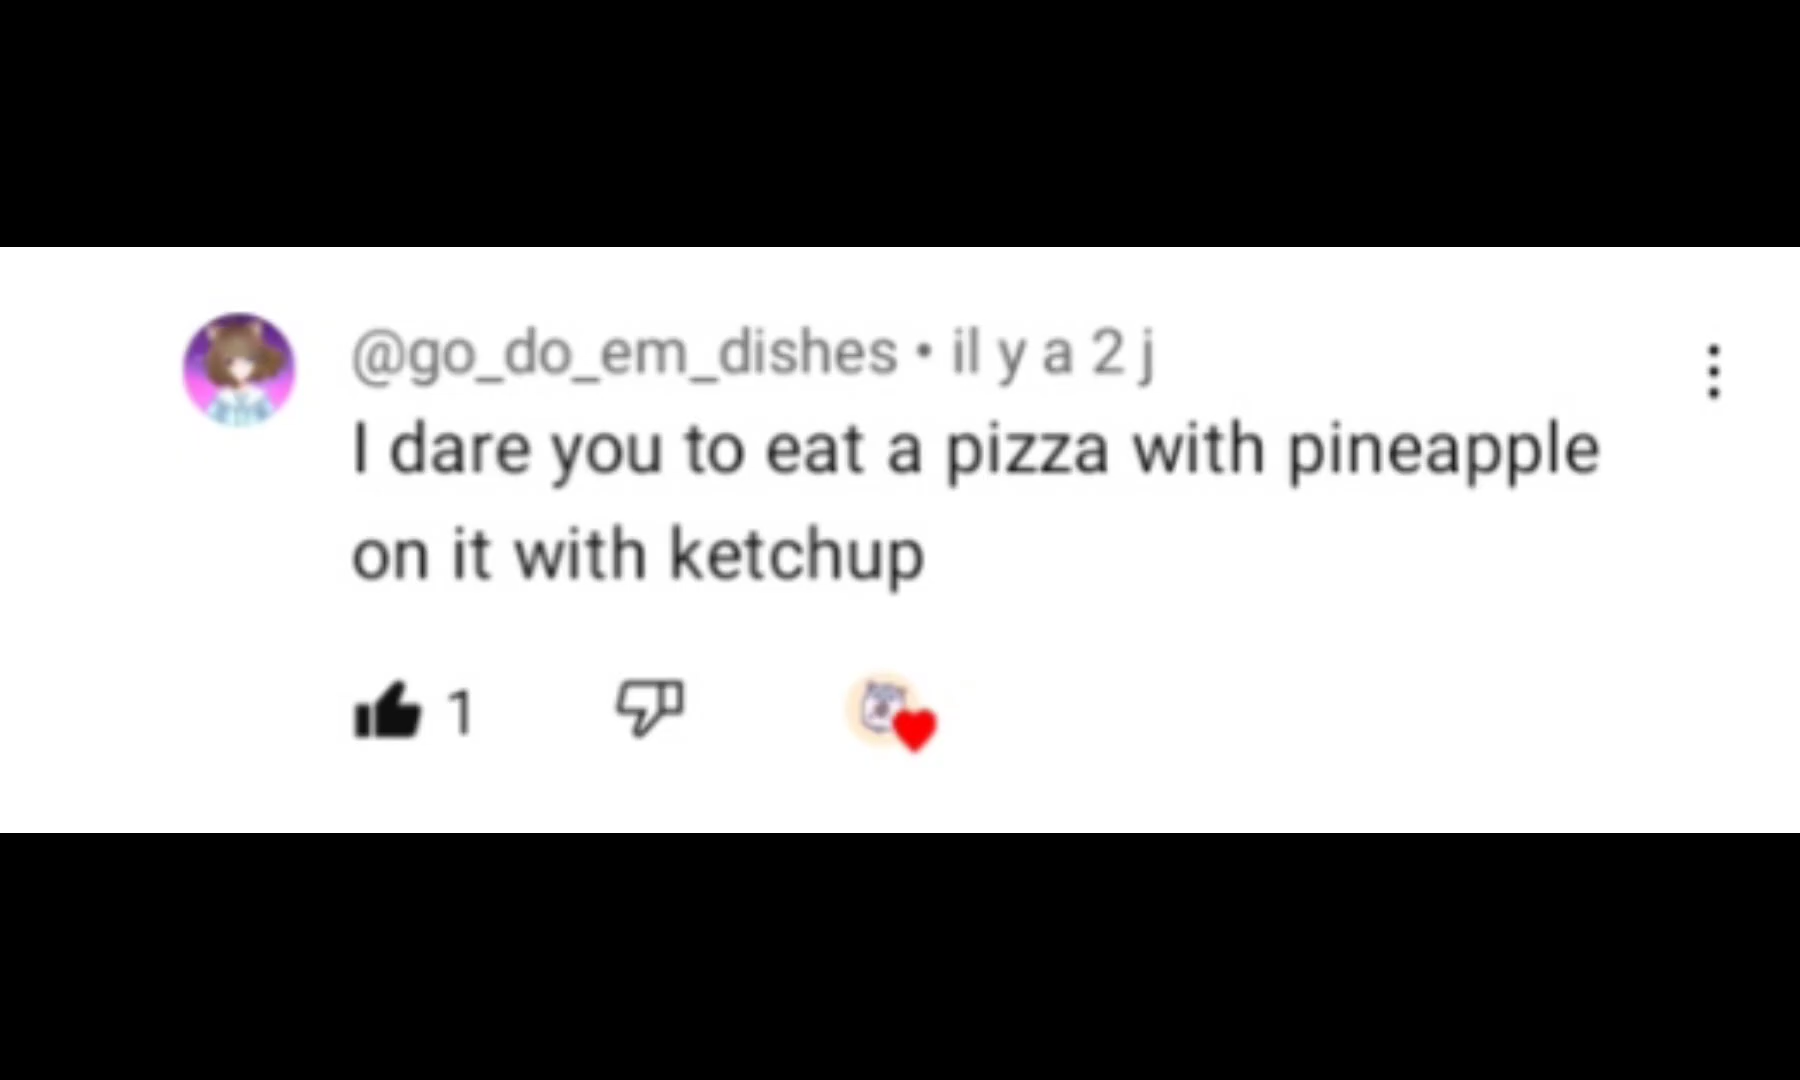 @go_do_em_dishes • il y a 2 j
I dare you to eat a pizza with pineapple
on it with ketchup
1